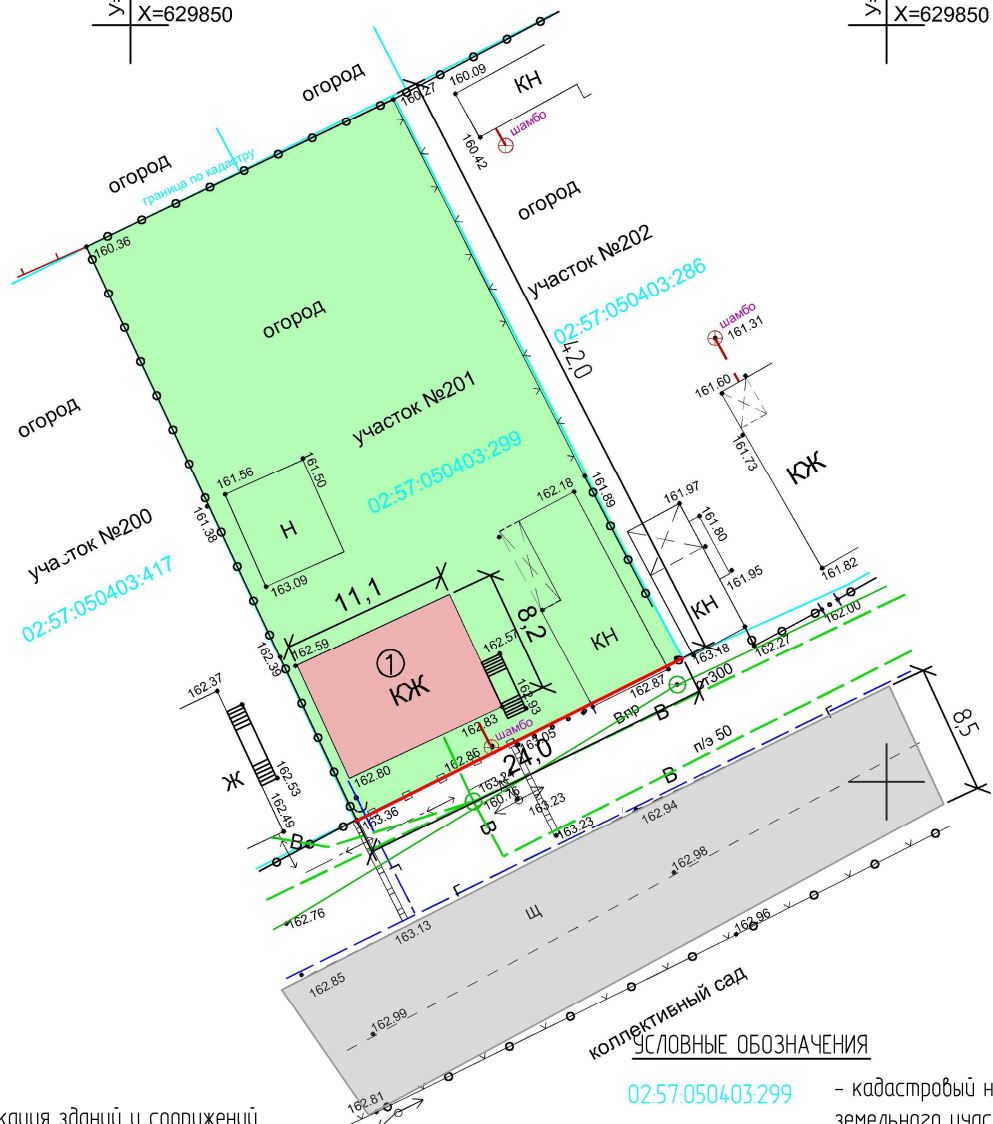 X=629850
X=629850
огород
160.27
160.09
КН
шамбо
160.42
огород
граница по кадастру
огород
участок №202
160.36
02:57:050403:286
огород
шамбо
161.31
42,0
161.60
участок №201
огород
161.73
КЖ
02:57:050403:299
161.56
161.50
162.18
161.89
161.97
161.80
Н
161.38
участок №200
163.09
161.95
161.82
02:57:050403:417
11,1
8,2
КН
КН
162.00
162.59
1
КЖ
162.57
162.39
163.18
162.27
162.87
162.37
162.93
162.83
шамбо
163.05
Впр
В
п/э 50
8,5
Г
Ж
162.53
162.80
162.86
24,0
162.49
163.36
160.76
163.23
В
В
В
163.23
162.94
Г
Г
162.98
162.76
163.13
Щ
162.96
162.85
162.99
коллективный сад
162.81
УСЛОВНЫЕ ОБОЗНАЧЕНИЯ
02:57:050403:299
- кадастровый н